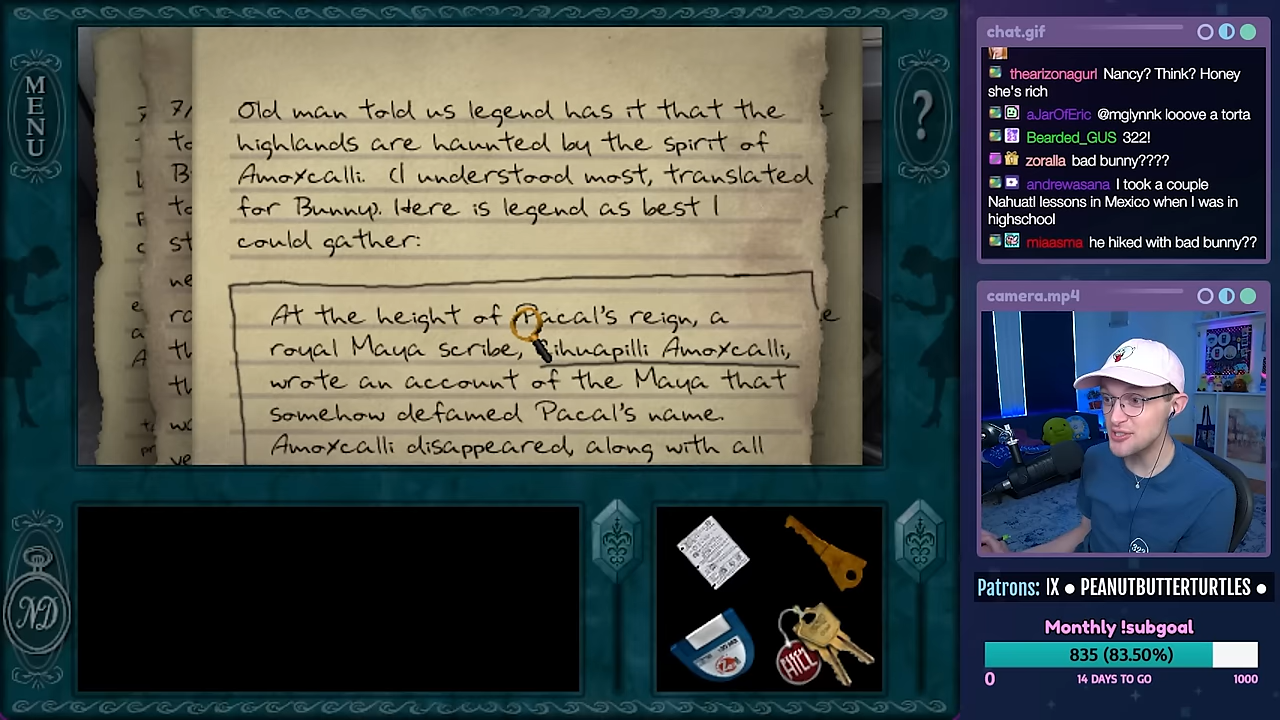 MENU
?
Old man told us legend has it that the
highlands are haunted by the spirit of
Amoxcalli. (I understood most, translated
for Bunny). Here is legend as best I
could gather:
At the height of Pacal's reign, a
royal Maya scribe, Cihuapilli Amoxcalli,
wrote an account of the Maya that
somehow defamed Pacal's name.
Amoxcalli disappeared, along with all
ND
HILL
chat.gif
thearizonagurl Nancy? Think? Honey
she's rich
aJarOfEric @mglynnk looove a torta
Bearded_GUS 322!
zoralla bad bunny????
andrewasana I took a couple
Nahuatl lessons in Mexico when I was in
highschool
miaasma he hiked with bad bunny??
camera.mp4
Patrons: IX ● PEANUTBUTTERTURTLES ●
Monthly !subgoal
835 (83.50%)
0 14 DAYS TO GO 1000